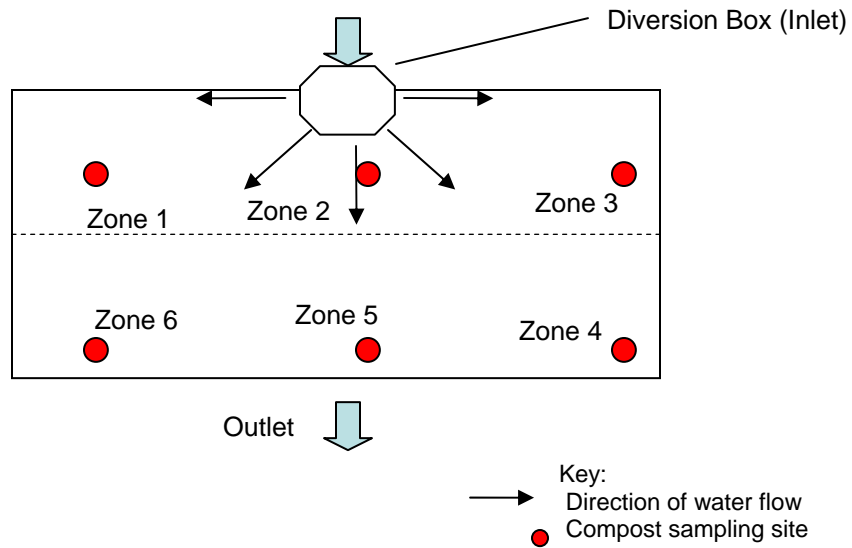 Diversion Box (Inlet)
Zone 1
Zone 2
Zone 3
Zone 6
Zone 5
Zone 4
Outlet
Key:
Direction of water flow
Compost sampling site